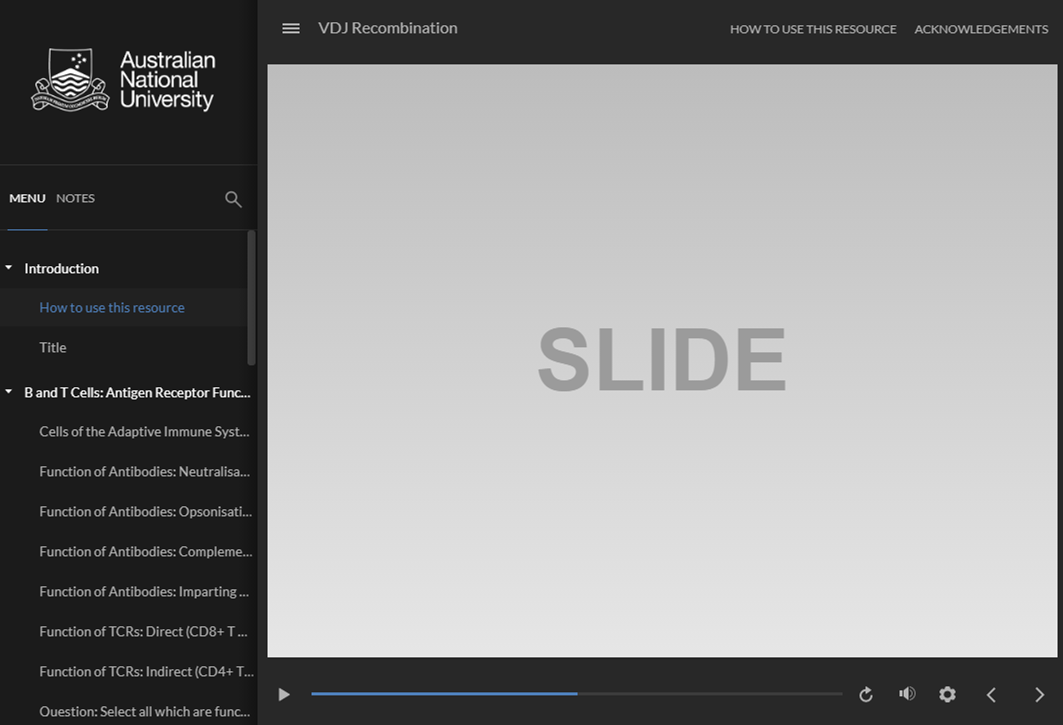 Australian
National
University
VDJ Recombination
HOW TO USE THIS RESOURCE
ACKNOWLEDGEMENTS
MENU NOTES
Introduction
How to use this resource
Title
B and T Cells: Antigen Receptor Func...
Cells of the Adaptive Immune Syst...
Function of Antibodies: Neutralisa...
Function of Antibodies: Opsonisati...
Function of Antibodies: Compleme...
Function of Antibodies: Imparting ...
Function of TCRs: Direct (CD8+ T ...
Function of TCRs: Indirect (CD4+ T...
Question: Select all which are func...
SLIDE